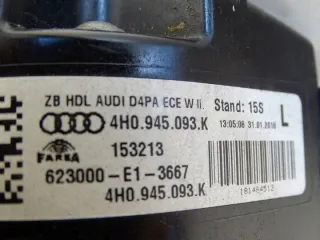 ZB HDL AUDI D4PA ECE W II. Stand: 15S
4H0.945.093.K 13:05:06 31.01.2018 L
FARBA 153213
623000-E1-3667
4H0.945.093.K